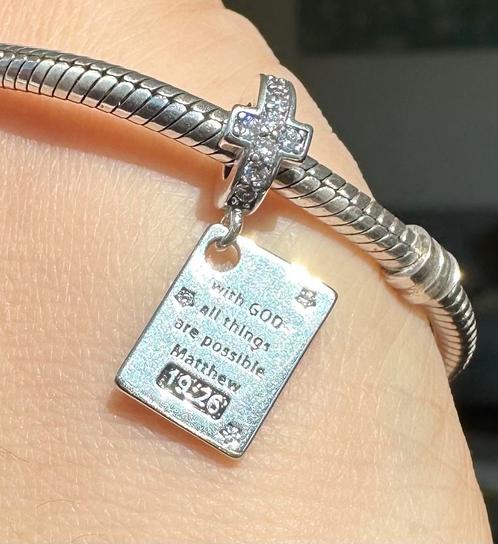 with GOD
all things
are possible
Matthew
19:26